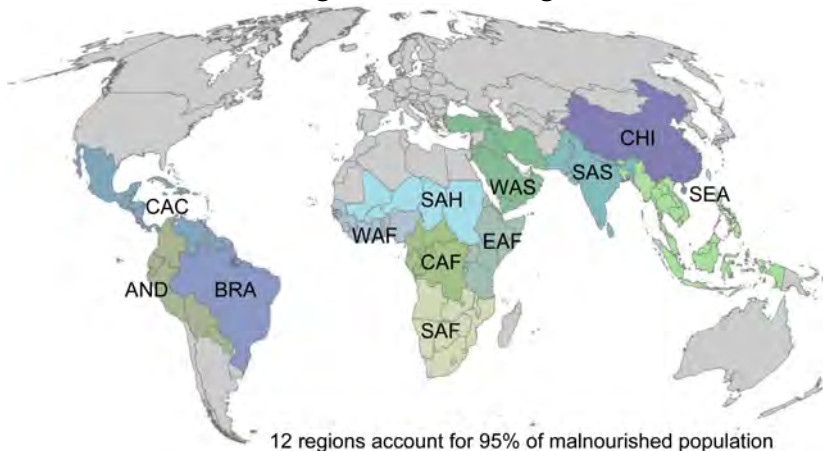 CHI
WAS
SAS
SAH
SEA
CAC
WAF
EAF
CAF
AND
BRA
SAF
12 regions account for 95% of malnourished population